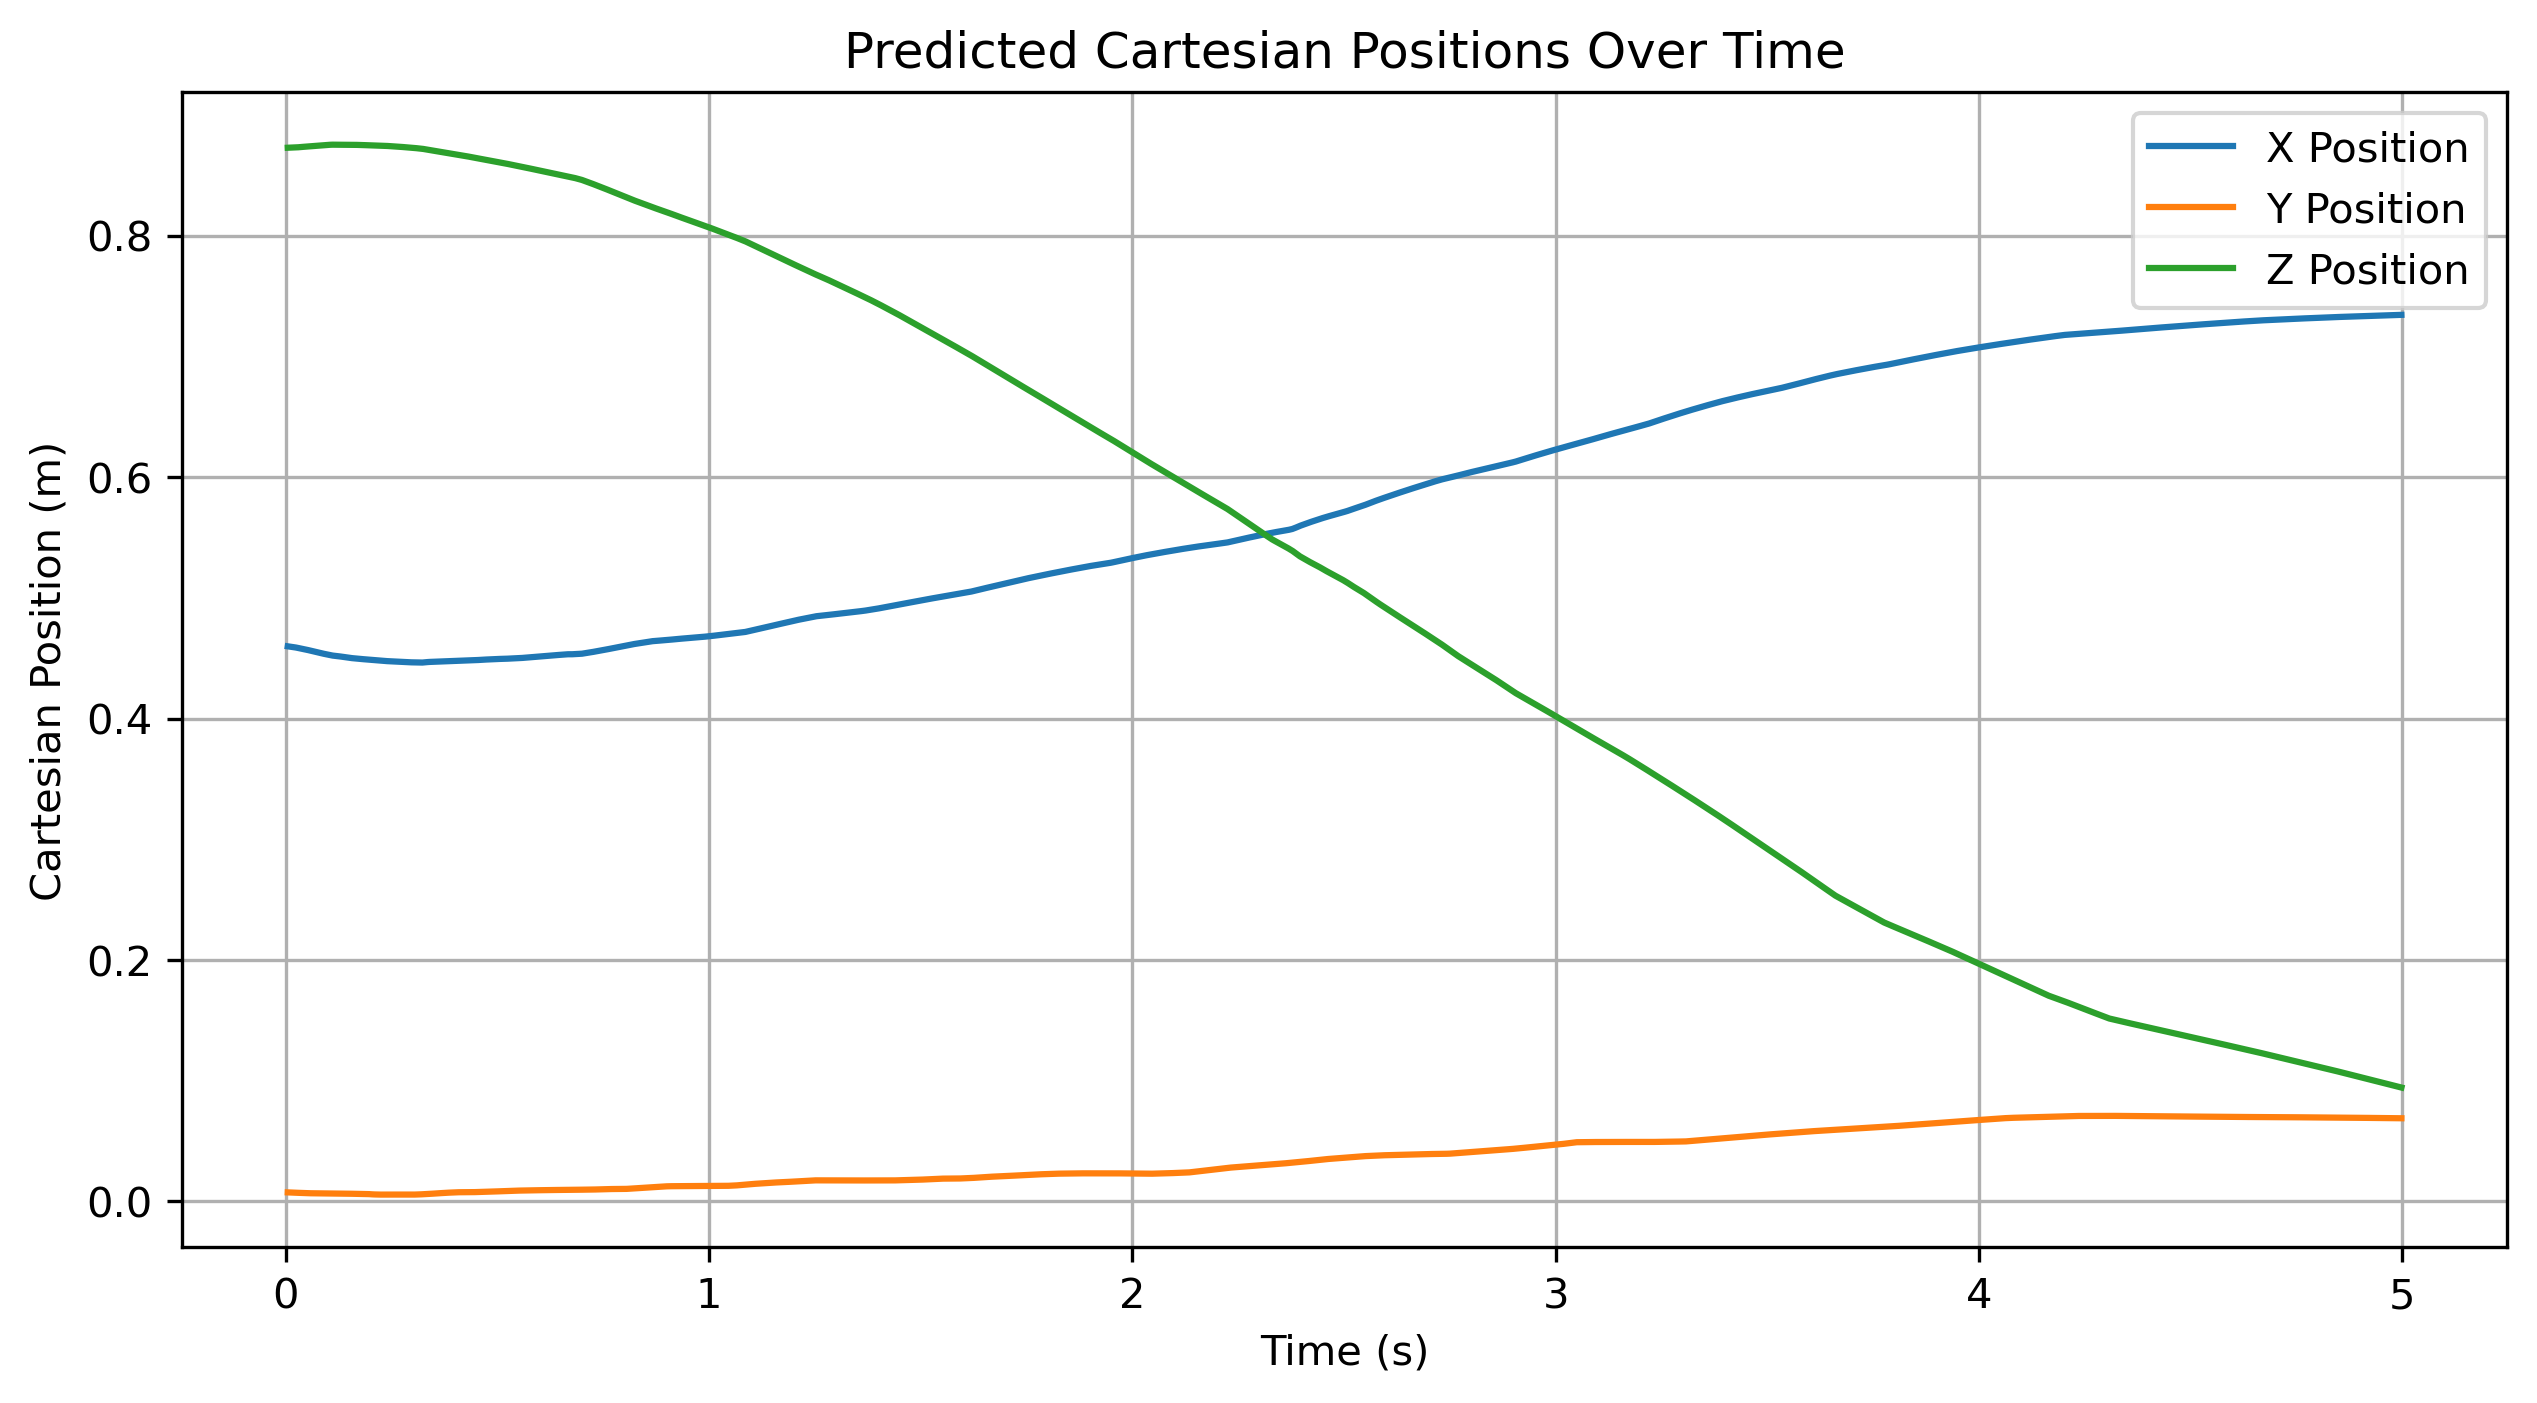 Predicted Cartesian Positions Over Time
X Position
Y Position
Z Position
Cartesian Position (m)
0.8
0.6
0.4
0.2
0.0
0 1 2 3 4 5
Time (s)